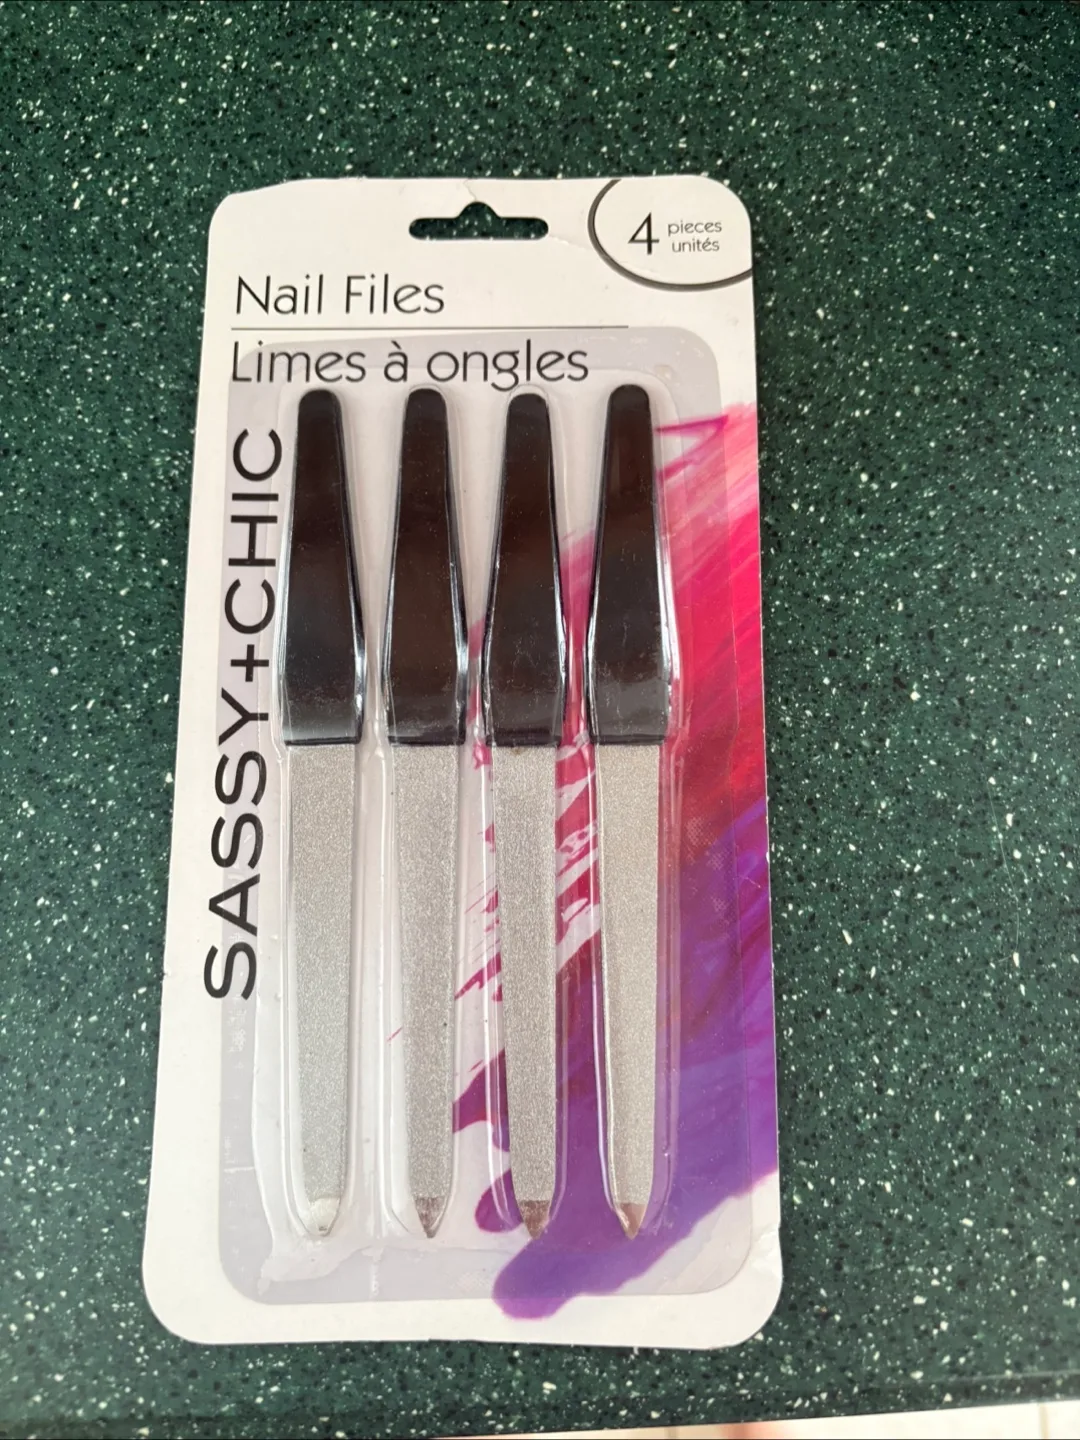 4 pieces
unités
Nail Files
Limes à ongles
SASSY+CHIC